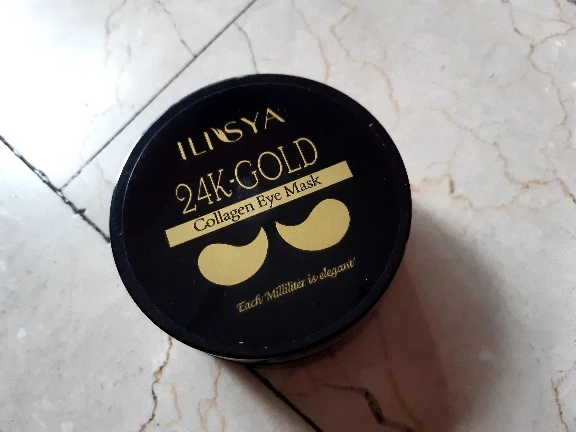 ILISYA
24K·GOLD
Collagen Eye Mask
'Each Milliliter is elegant'